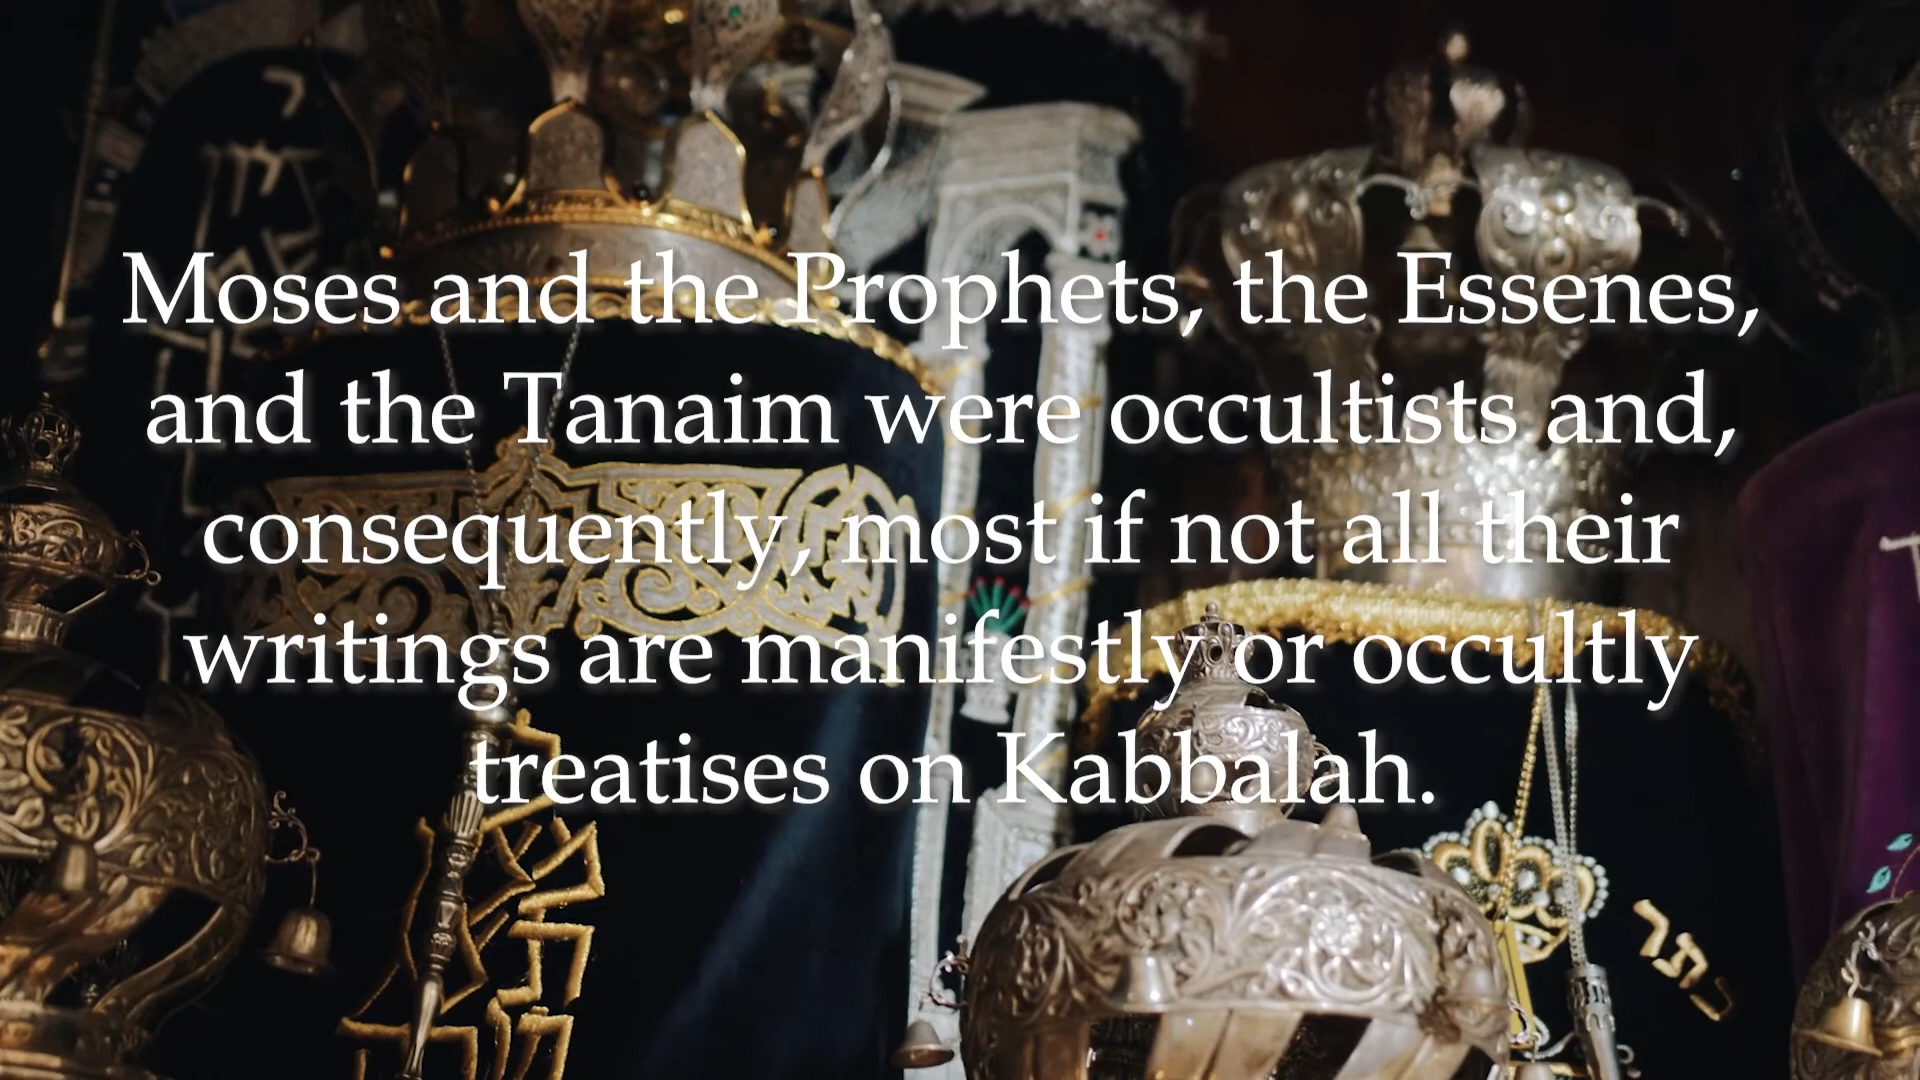 Moses and the Prophets, the Essenes,
and the Tanaim were occultists and,
consequently, most if not all their
writings are manifestly or occultly
treatises on Kabbalah.
כתר